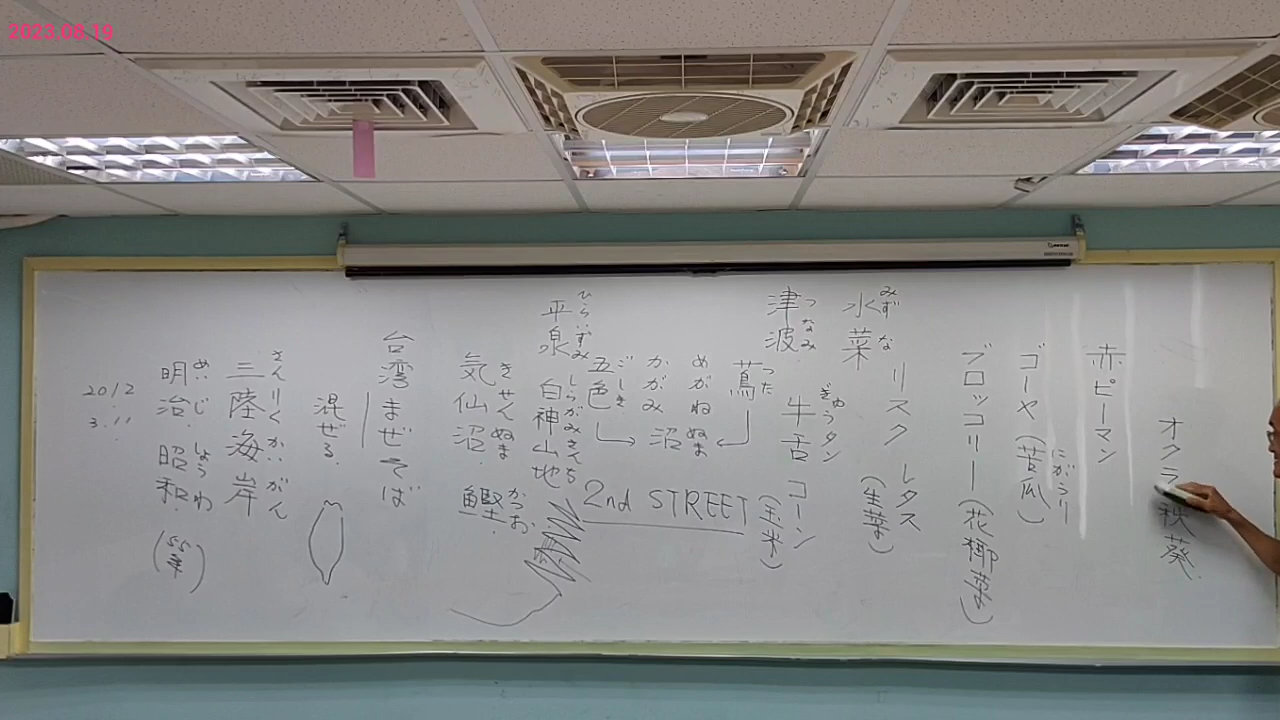 2023.08.19
オクラ 秋葵
赤ピーマン
ゴーヤ(苦瓜)
にがうり
ブロッコリー(花椰菜)
水菜
みずな
リスク レタス
(生菜)
津波
つなみ
牛舌 コーン
ぎゅうタン
(玉米)
蔦
つた
めがねぬま
かがみ 沼
五色
ごしき
2nd STREET
平泉
ひらいずみ
白神山地
しらがみさんち
気仙沼
きせんぬま
鰹
かつお
台湾まぜそば
混ぜる
三陸海岸
さんりくかいがん
明治 昭和
めいじ しょうわ
(55年)
2012
3.11